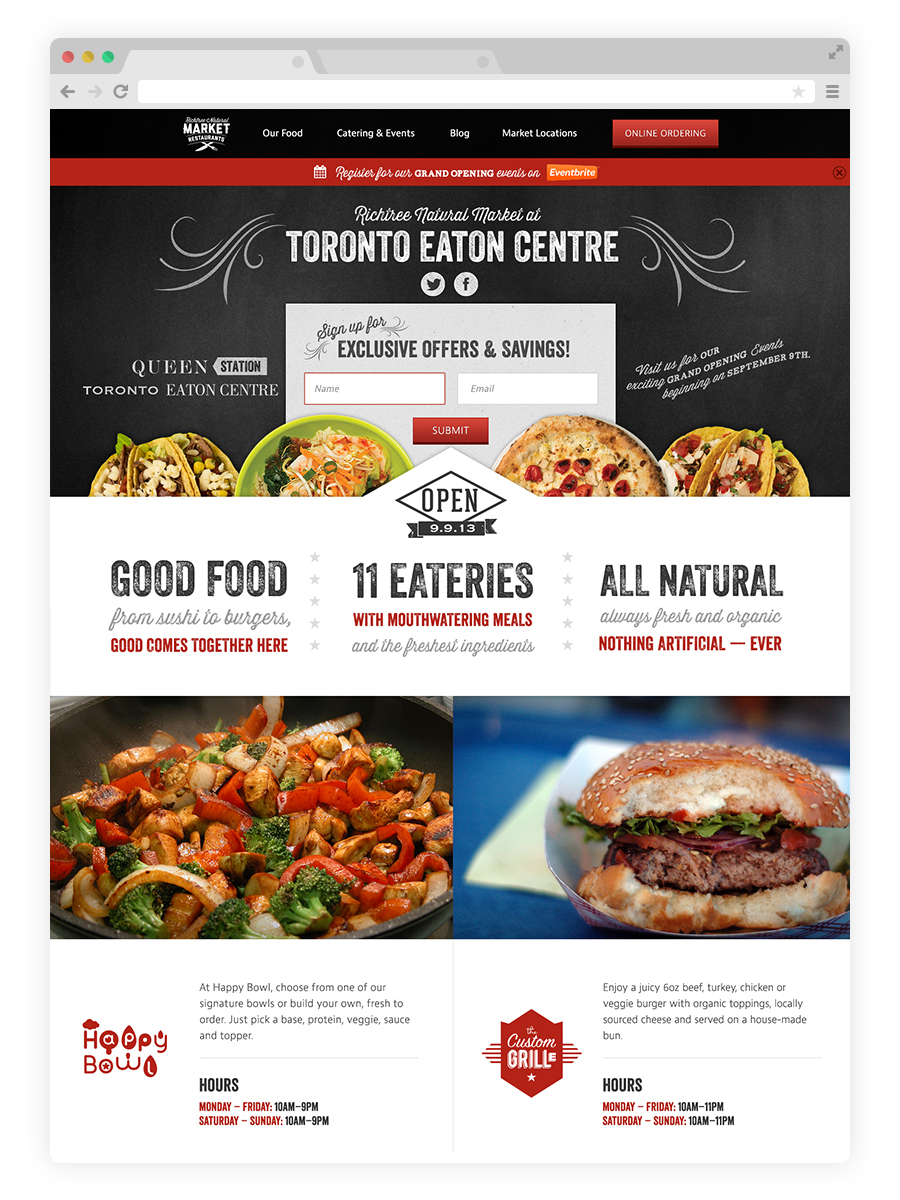 Richtree Natural
MARKET
RESTAURANTS
Our Food
Catering & Events
Blog
Market Locations
ONLINE ORDERING
Register for our GRAND OPENING events on Eventbrite
Richtree Natural Market at
TORONTO EATON CENTRE
Sign up for
EXCLUSIVE OFFERS & SAVINGS!
Name
Email
SUBMIT
QUEEN STATION
TORONTO EATON CENTRE
Visit us for OUR
exciting GRAND OPENING Events
beginning on SEPTEMBER 9TH.
OPEN
9.9.13
GOOD FOOD
from sushi to burgers,
GOOD COMES TOGETHER HERE
11 EATERIES
WITH MOUTHWATERING MEALS
and the freshest ingredients
ALL NATURAL
always fresh and organic
NOTHING ARTIFICIAL — EVER
Happy
Bowl
At Happy Bowl, choose from one of our
signature bowls or build your own, fresh to
order. Just pick a base, protein, veggie, sauce
and topper.
HOURS
MONDAY – FRIDAY: 10AM–9PM
SATURDAY – SUNDAY: 10AM–9PM
the
Custom
GRILLE
Enjoy a juicy 6oz beef, turkey, chicken or
veggie burger with organic toppings, locally
sourced cheese and served on a house-made
bun.
HOURS
MONDAY – FRIDAY: 10AM–11PM
SATURDAY – SUNDAY: 10AM–11PM